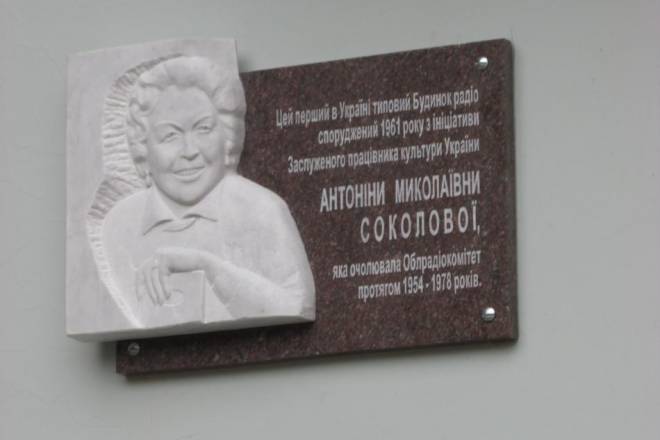 Цей перший в Україні типовий Будинок радіо
споруджений 1961 року з ініціативи
Заслуженого працівника культури України
АНТОНІНИ МИКОЛАЇВНИ
СОКОЛОВОЇ,
яка очолювала Облрадіокомітет
протягом 1954 - 1978 років.